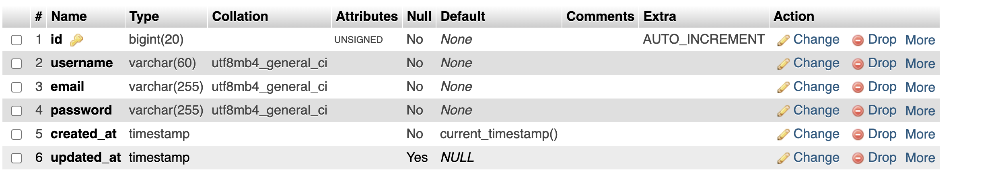 # Name Type Collation Attributes Null Default Comments Extra Action
1 id bigint(20) UNSIGNED No None AUTO_INCREMENT Change Drop More
2 username varchar(60) utf8mb4_general_ci No None Change Drop More
3 email varchar(255) utf8mb4_general_ci No None Change Drop More
4 password varchar(255) utf8mb4_general_ci No None Change Drop More
5 created_at timestamp No current_timestamp() Change Drop More
6 updated_at timestamp Yes NULL Change Drop More